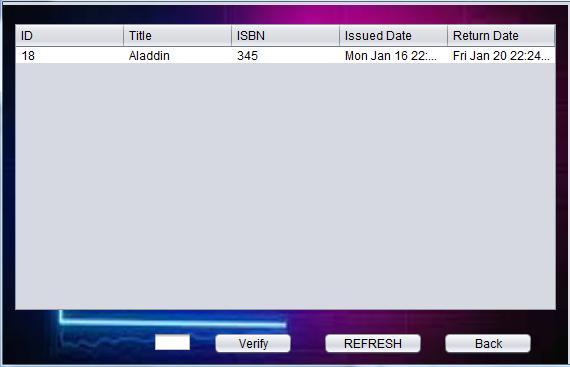 ID Title ISBN Issued Date Return Date
18 Aladdin 345 Mon Jan 16 22:... Fri Jan 20 22:24...
Verify REFRESH Back